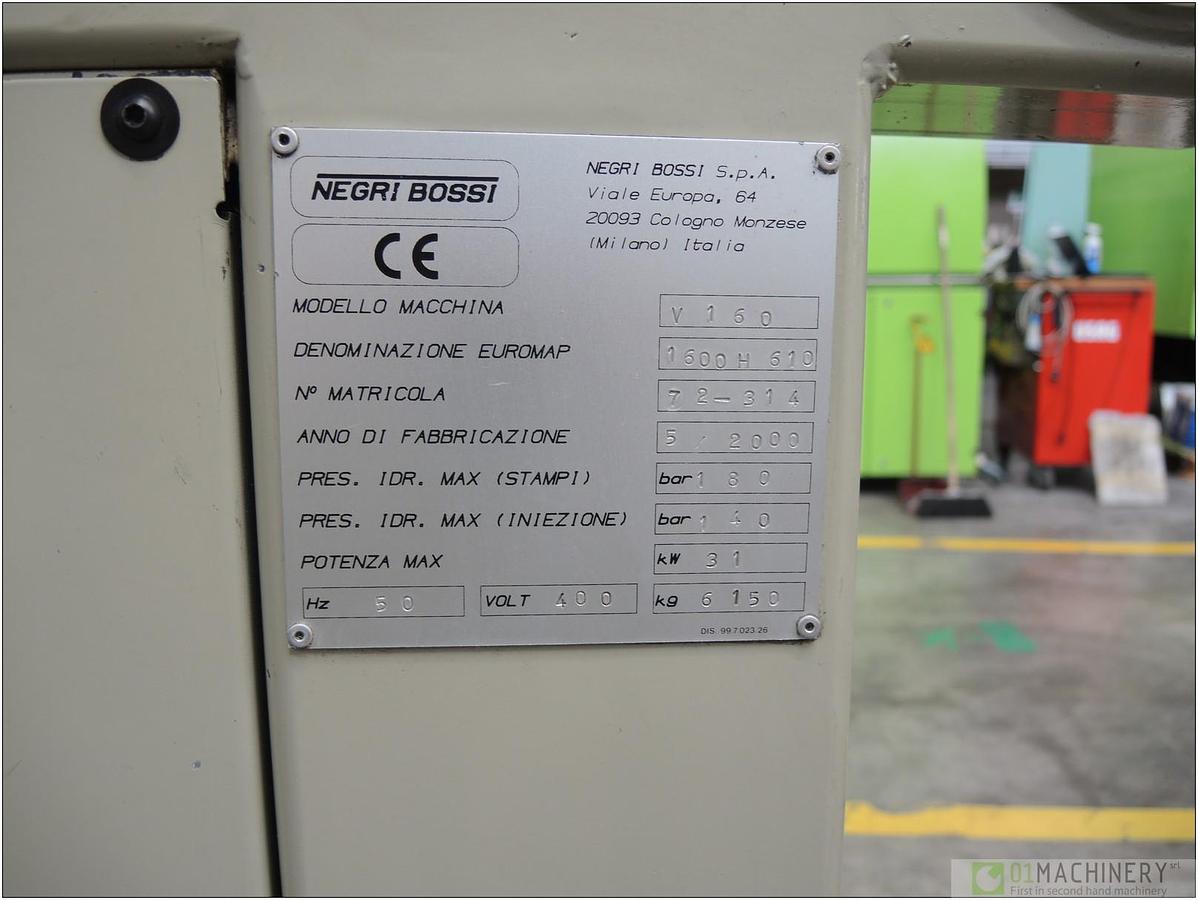 NEGRI BOSSI
CE
NEGRI BOSSI S.p.A.
Viale Europa, 64
20093 Cologno Monzese
(Milano) Italia
MODELLO MACCHINA V 160
DENOMINAZIONE EUROMAP 1600 H 610
Nº MATRICOLA 72-314
ANNO DI FABBRICAZIONE 5 / 2000
PRES. IDR. MAX (STAMPI) bar 180
PRES. IDR. MAX (INIEZIONE) bar 140
POTENZA MAX kW 31
Hz 50 VOLT 400 kg 6150
DIS. 99 7 023 26
01MACHINERY srl
First in second hand machinery